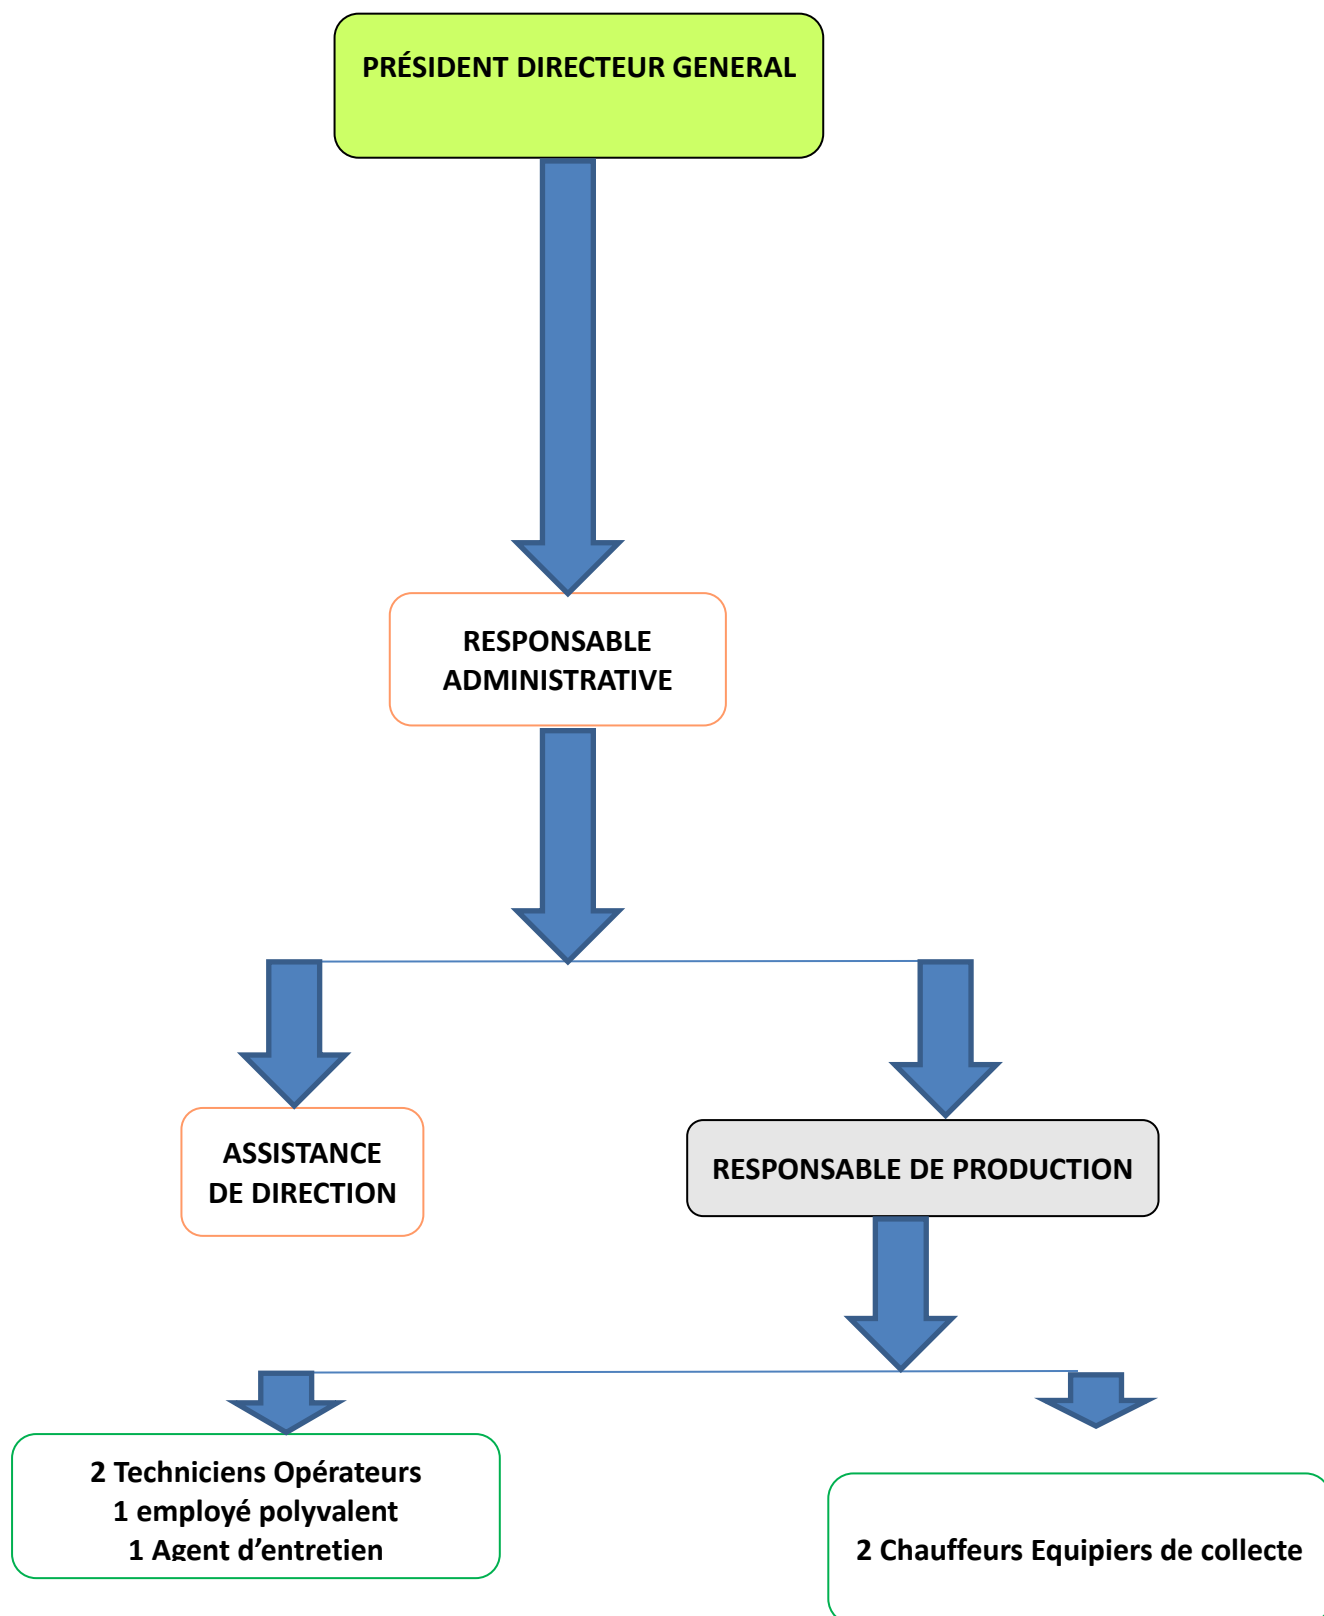 PRÉSIDENT DIRECTEUR GENERAL
RESPONSABLE
ADMINISTRATIVE
ASSISTANCE
DE DIRECTION
RESPONSABLE DE PRODUCTION
2 Techniciens Opérateurs
1 employé polyvalent
1 Agent d’entretien
2 Chauffeurs Equipiers de collecte